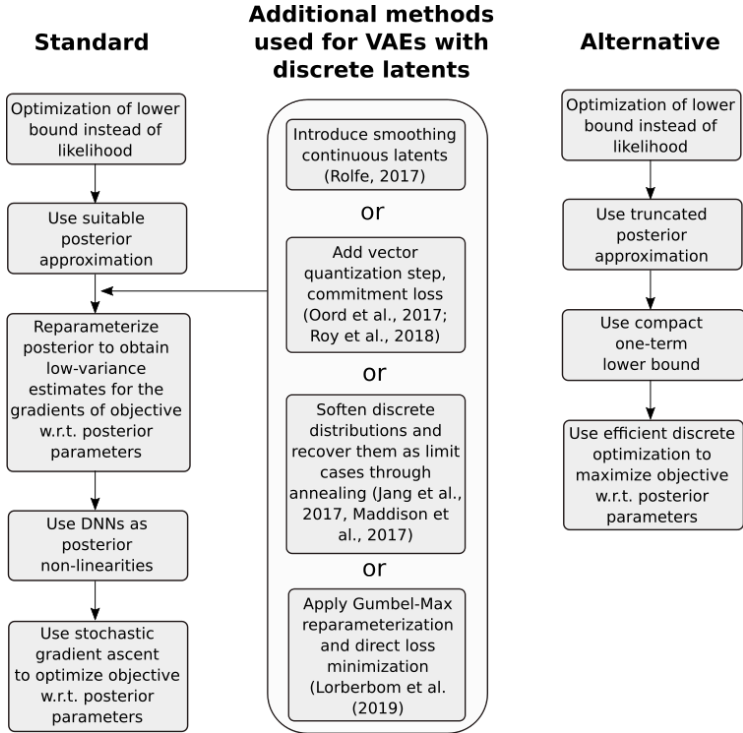 Standard
Optimization of lower
bound instead of
likelihood
Use suitable
posterior
approximation
Reparameterize
posterior to obtain
low-variance
estimates for the
gradients of objective
w.r.t. posterior
parameters
Use DNNs as
posterior
non-linearities
Use stochastic
gradient ascent
to optimize objective
w.r.t. posterior
parameters
Additional methods
used for VAEs with
discrete latents
Introduce smoothing
continuous latents
(Rolfe, 2017)
or
Add vector
quantization step,
commitment loss
(Oord et al., 2017;
Roy et al., 2018)
or
Soften discrete
distributions and
recover them as limit
cases through
annealing (Jang et al.,
2017, Maddison et
al., 2017)
or
Apply Gumbel-Max
reparameterization
and direct loss
minimization
(Lorberbom et al.
(2019)
Alternative
Optimization of lower
bound instead of
likelihood
Use truncated
posterior
approximation
Use compact
one-term
lower bound
Use efficient discrete
optimization to
maximize objective
w.r.t. posterior
parameters